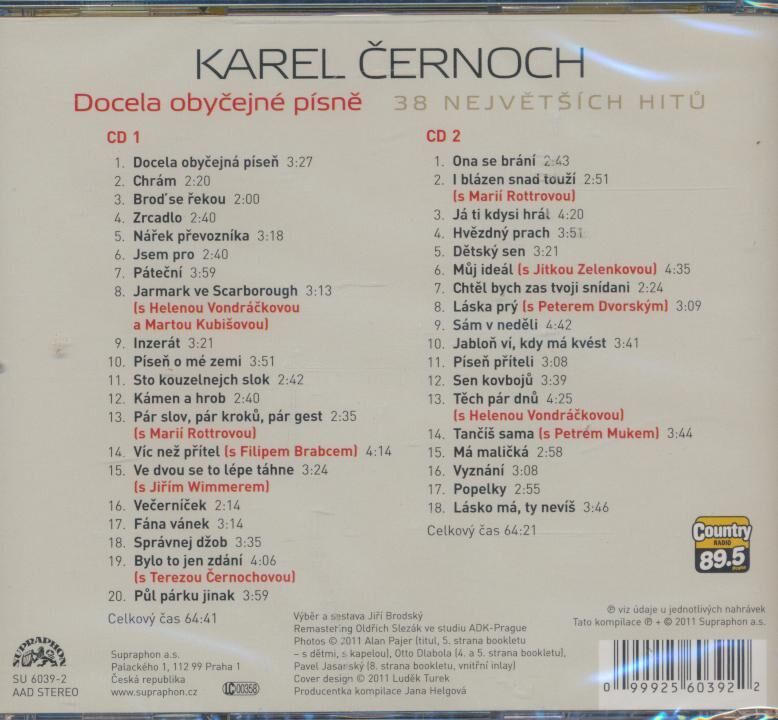 KAREL ČERNOCH
Docela obyčejné písně 38 NEJVĚTŠÍCH HITŮ
CD 1
1. Docela obyčejná píseň 3:27
2. Chrám 2:20
3. Broď se řekou 2:00
4. Zrcadlo 2:40
5. Nářek převozníka 3:18
6. Jsem pro 2:40
7. Páteční 3:59
8. Jarmark ve Scarborough 3:13
(s Helenou Vondráčkovou
a Martou Kubišovou)
9. Inzerát 3:21
10. Píseň o mé zemi 3:51
11. Sto kouzelnejch slok 2:42
12. Kámen a hrob 2:40
13. Pár slov, pár kroků, pár gest 2:35
(s Marií Rottrovou)
14. Víc než přítel (s Filipem Brabcem) 4:14
15. Ve dvou se to lépe táhne 3:24
(s Jiřím Wimmerem)
16. Večerníček 2:14
17. Fána vánek 3:14
18. Správnej džob 3:35
19. Bylo to jen zdání 4:06
(s Terezou Černochovou)
20. Půl párku jinak 3:59
Celkový čas 64:41
CD 2
1. Ona se brání 2:43
2. I blázen snad touží 2:51
(s Marií Rottrovou)
3. Já ti kdysi hrál 4:20
4. Hvězdný prach 3:51
5. Dětský sen 3:21
6. Můj ideál (s Jitkou Zelenkovou) 4:35
7. Chtěl bych zas tvoji snídani 2:24
8. Láska prý (s Peterem Dvorským) 3:09
9. Sám v neděli 4:42
10. Jabloň ví, kdy má kvést 3:41
11. Píseň příteli 3:08
12. Sen kovbojů 3:39
13. Těch pár dnů 4:25
(s Helenou Vondráčkovou)
14. Tančíš sama (s Petrem Mukem) 3:44
15. Má maličká 2:58
16. Vyznání 3:08
17. Popelky 2:55
18. Lásko má, ty nevíš 3:46
Celkový čas 64:21
Country
RADIO
89.5
SUPRAPHON
SU 6039-2
AAD STEREO
Supraphon a.s.
Palackého 1, 112 99 Praha 1
Česká republika
www.supraphon.cz
LC 00358
Výběr a sestava Jiří Brodský
Remastering Oldřich Slezák ve studiu ADK-Prague
Photos © 2011 Alan Pajer (titul, 5. strana bookletu
– s dětmi, s kapelou), Otto Dlabola (4. a 5. strana bookletu),
Pavel Jasanský (8. strana bookletu, vnitřní inlay)
Cover design © 2011 Luděk Turek
Producentka kompilace Jana Helgová
℗ viz údaje u jednotlivých nahrávek
Tato kompilace ℗ + © 2011 Supraphon a.s.
0 99925 60392 2